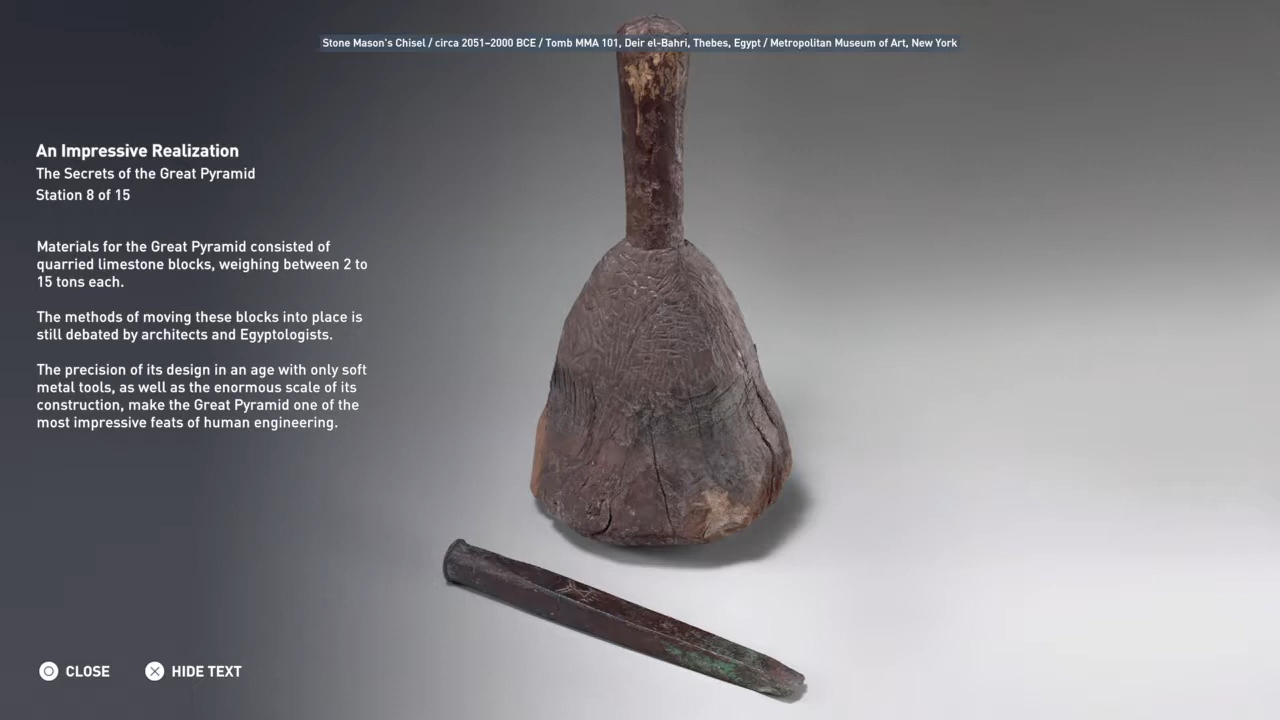 Stone Mason's Chisel / circa 2051–2000 BCE / Tomb MMA 101, Deir el-Bahri, Thebes, Egypt / Metropolitan Museum of Art, New York
An Impressive Realization
The Secrets of the Great Pyramid
Station 8 of 15
Materials for the Great Pyramid consisted of
quarried limestone blocks, weighing between 2 to
15 tons each.
The methods of moving these blocks into place is
still debated by architects and Egyptologists.
The precision of its design in an age with only soft
metal tools, as well as the enormous scale of its
construction, make the Great Pyramid one of the
most impressive feats of human engineering.
CLOSE
HIDE TEXT